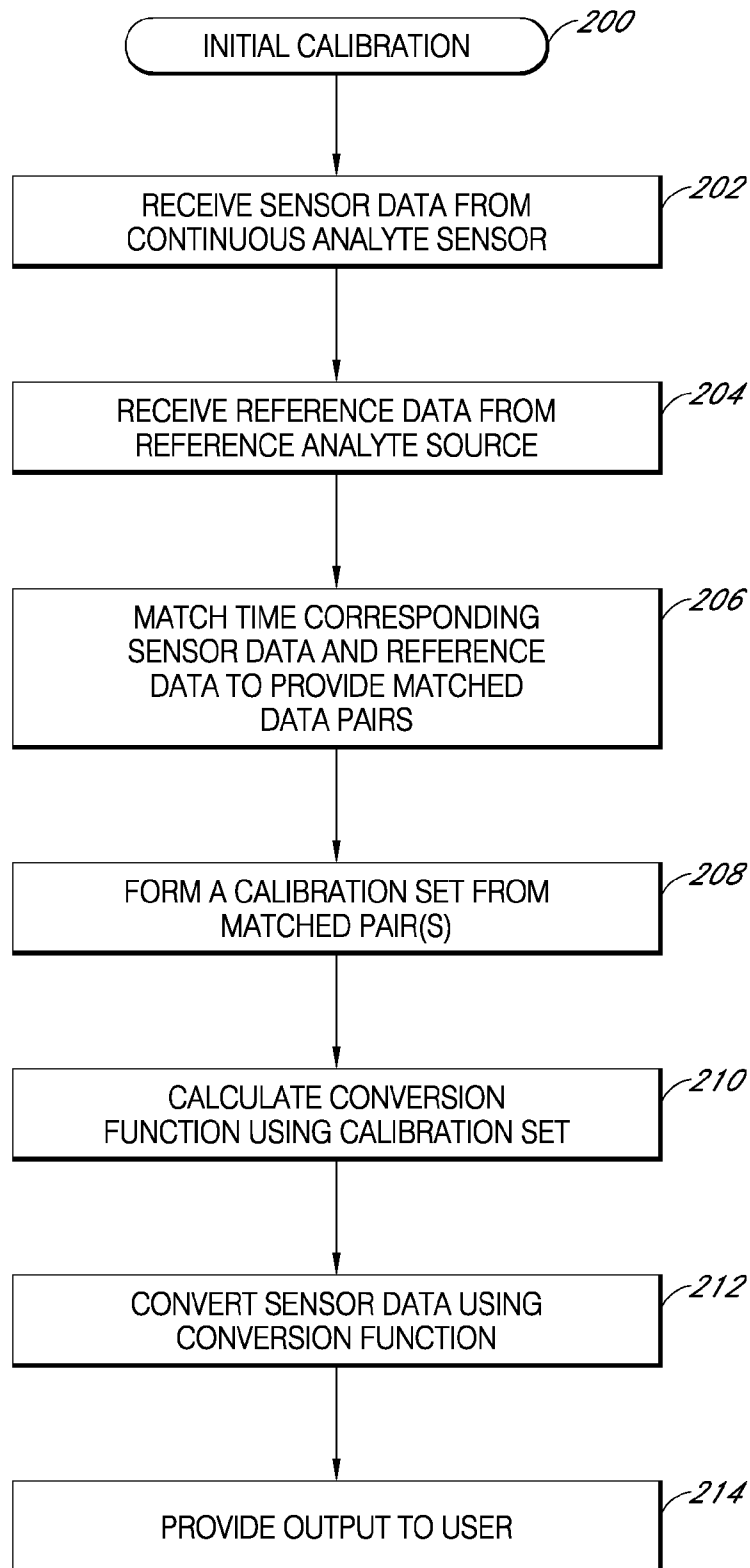 200
INITIAL CALIBRATION
202
RECEIVE SENSOR DATA FROM
CONTINUOUS ANALYTE SENSOR
204
RECEIVE REFERENCE DATA FROM
REFERENCE ANALYTE SOURCE
206
MATCH TIME CORRESPONDING
SENSOR DATA AND REFERENCE
DATA TO PROVIDE MATCHED
DATA PAIRS
208
FORM A CALIBRATION SET FROM
MATCHED PAIR(S)
210
CALCULATE CONVERSION
FUNCTION USING CALIBRATION SET
212
CONVERT SENSOR DATA USING
CONVERSION FUNCTION
214
PROVIDE OUTPUT TO USER